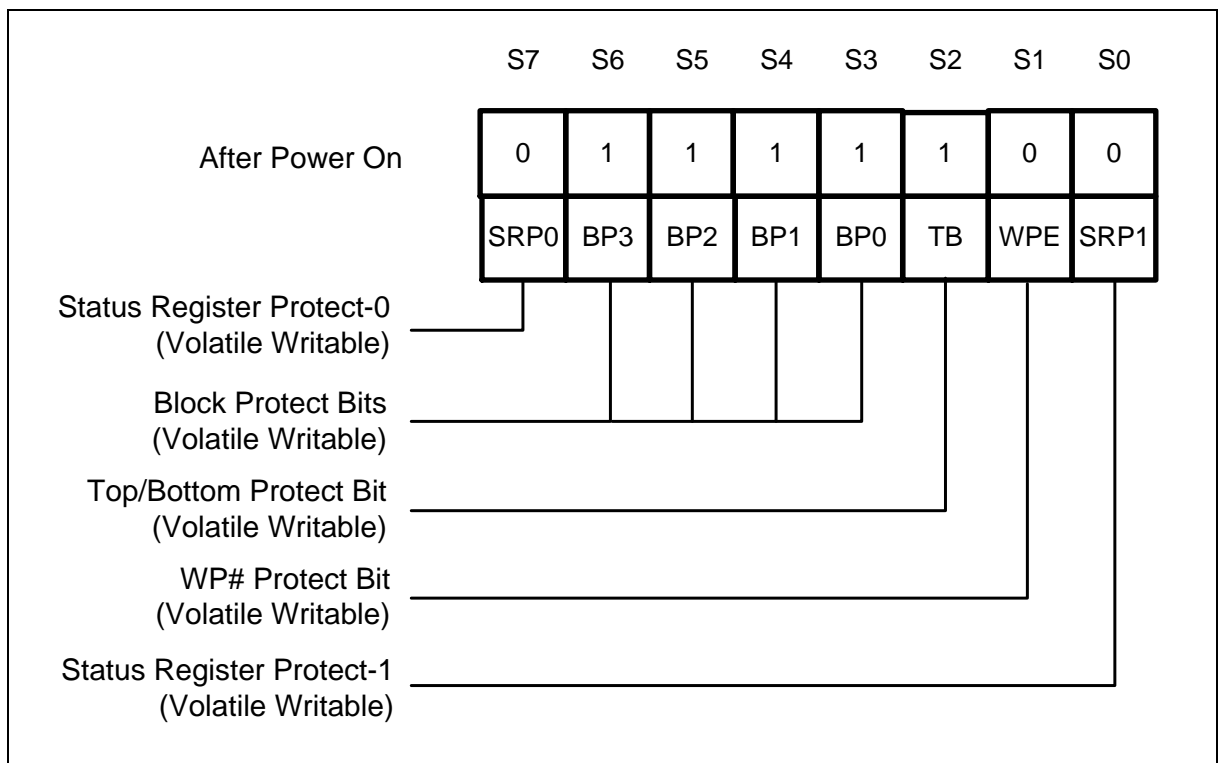 S7 S6 S5 S4 S3 S2 S1 S0
After Power On 0 1 1 1 1 1 0 0
SRP0 BP3 BP2 BP1 BP0 TB WPE SRP1
Status Register Protect-0
(Volatile Writable)
Block Protect Bits
(Volatile Writable)
Top/Bottom Protect Bit
(Volatile Writable)
WP# Protect Bit
(Volatile Writable)
Status Register Protect-1
(Volatile Writable)